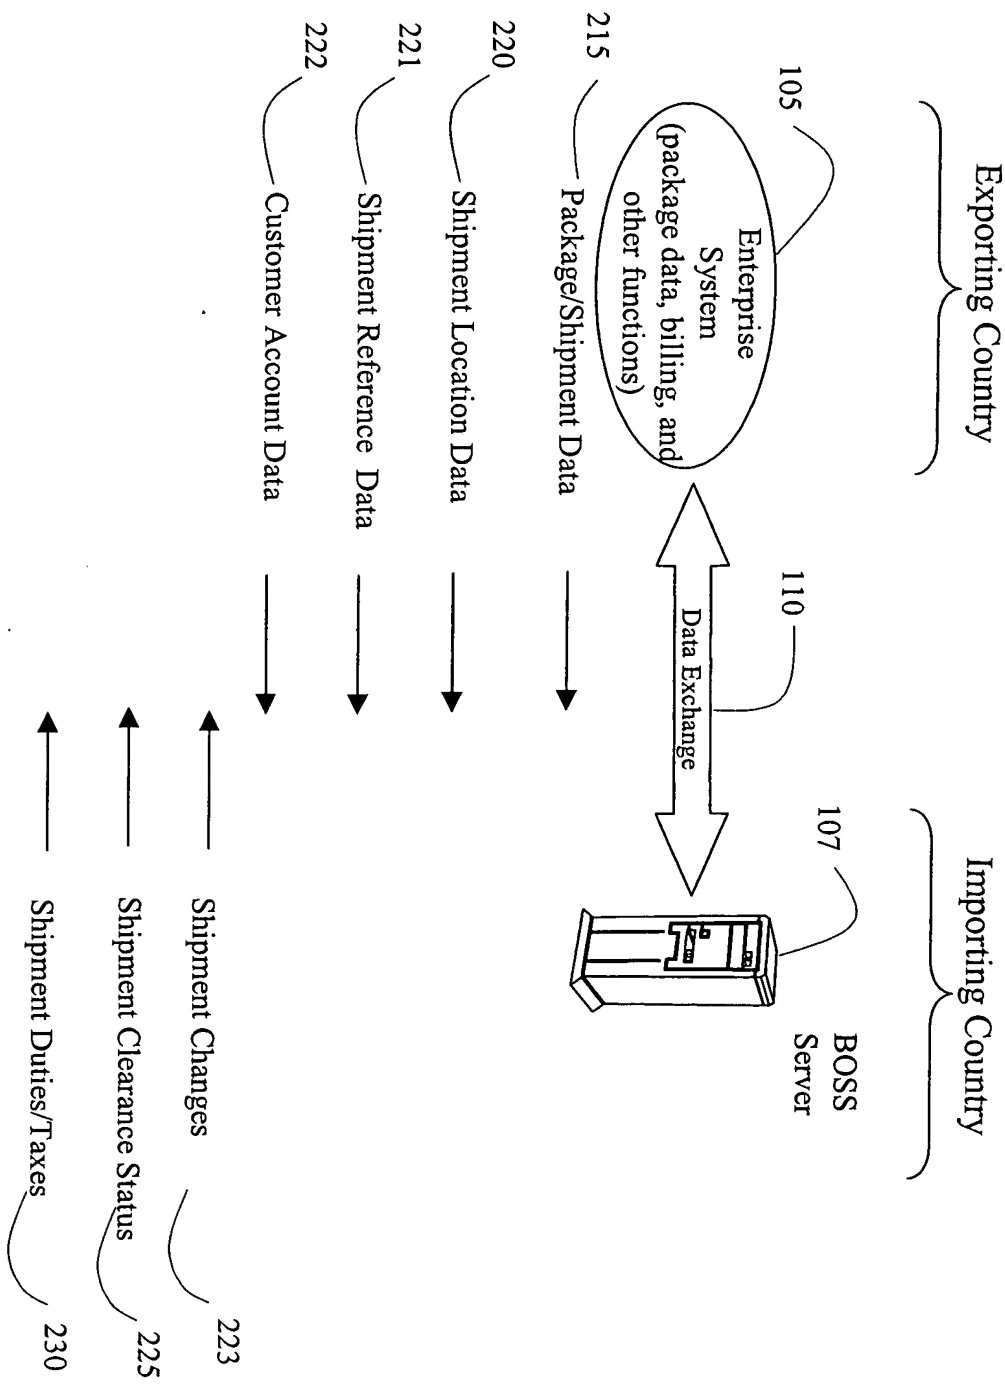 Exporting Country
Importing Country
105
110
107
Enterprise
System
(package data, billing, and
other functions)
Data Exchange
BOSS
Server
215
Package/Shipment Data
220
Shipment Location Data
221
Shipment Reference Data
222
Customer Account Data
Shipment Changes
223
Shipment Clearance Status
225
Shipment Duties/Taxes
230